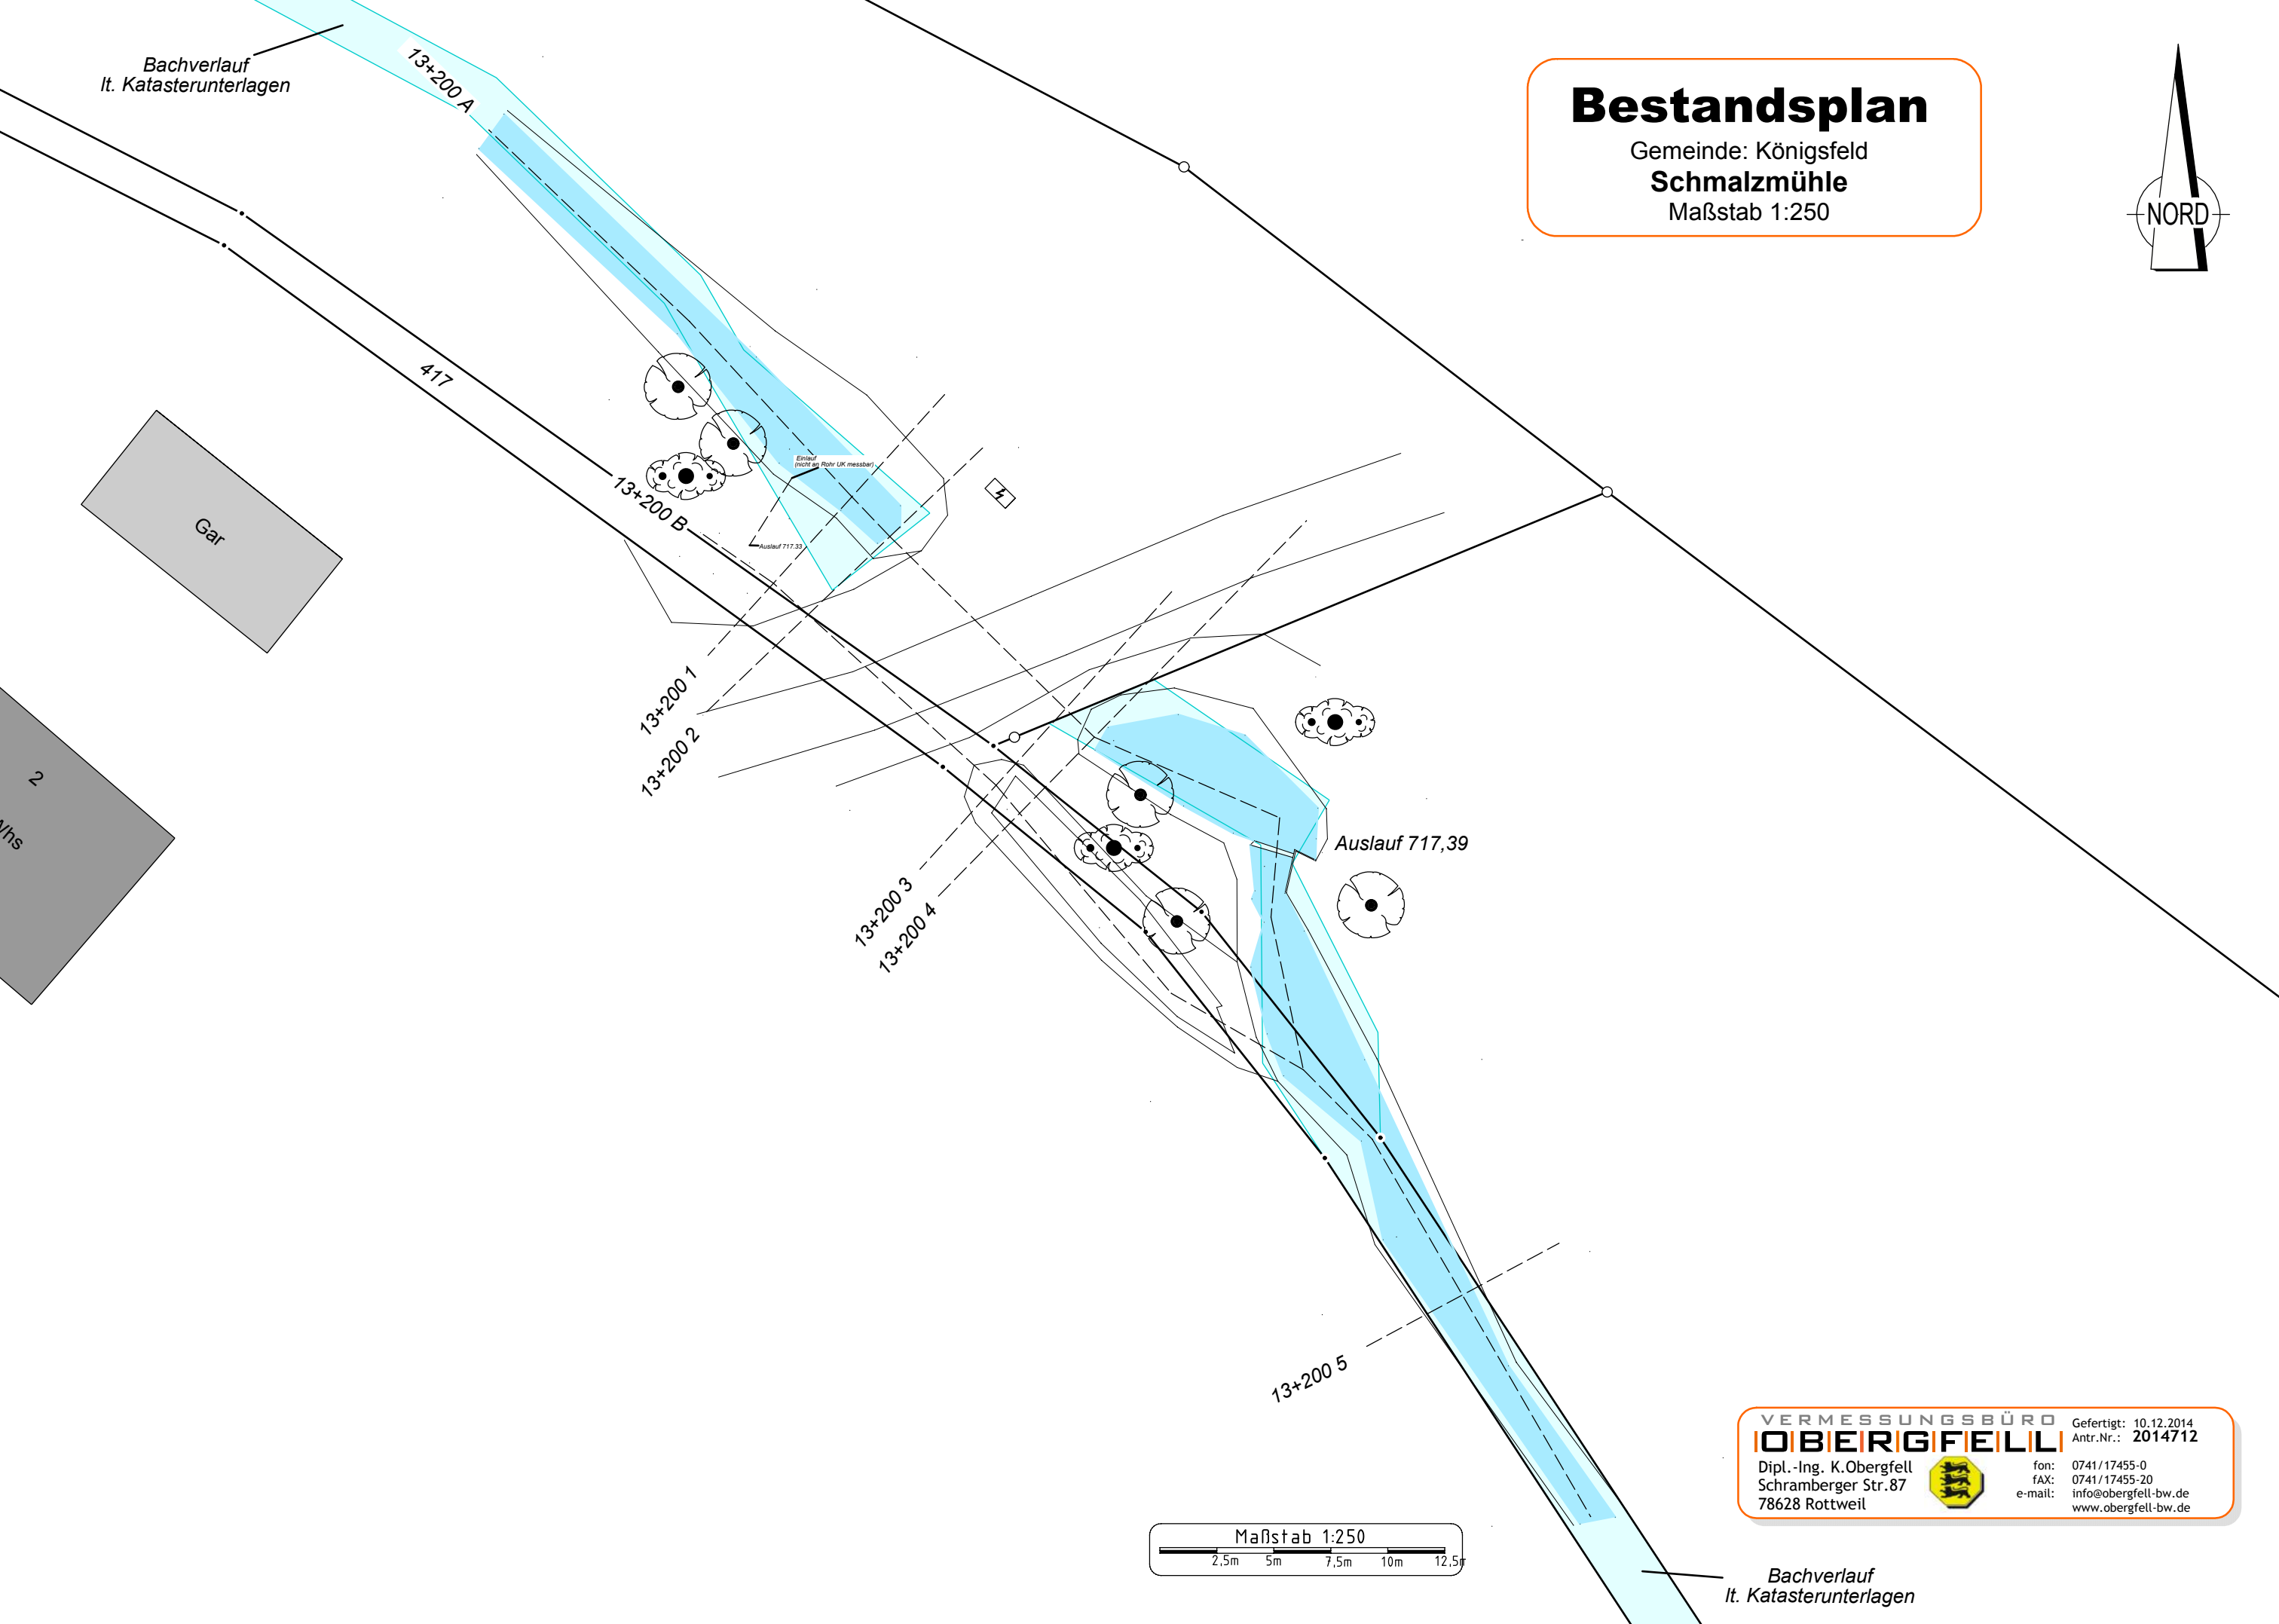 Bachverlauf
lt. Katasterunterlagen
13+200 A
Bestandsplan
Gemeinde: Königsfeld
Schmalzmühle
Maßstab 1:250
NORD
417
Einlauf
(nicht an Rohr UK messbar)
13+200 B
Auslauf 717.33
Gar
13+200 1
13+200 2
2
Whs
Auslauf 717,39
13+200 3
13+200 4
13+200 5
VERMESSUNGSBÜRO
OBERGFELL
Dipl.-Ing. K.Obergfell
Schramberger Str.87
78628 Rottweil
Gefertigt: 10.12.2014
Antr.Nr.: 2014712
fon: 0741/17455-0
fAX: 0741/17455-20
e-mail: info@obergfell-bw.de
www.obergfell-bw.de
Maßstab 1:250
2,5m 5m 7,5m 10m 12,5m
Bachverlauf
lt. Katasterunterlagen